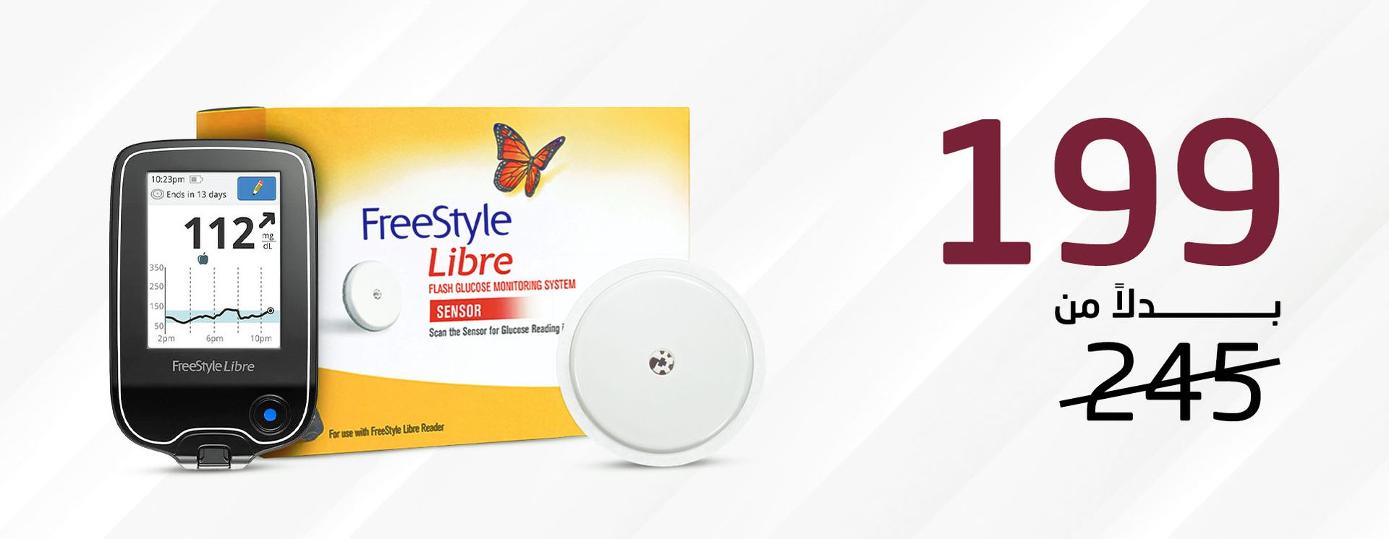 10:23pm
Ends in 13 days
112
mg
dL
350
250
150
50
2pm 6pm 10pm
FreeStyle Libre
FreeStyle
Libre
FLASH GLUCOSE MONITORING SYSTEM
SENSOR
Scan the Sensor for Glucose Reading
For use with FreeStyle Libre Reader
199
بـــــدلاً من
245